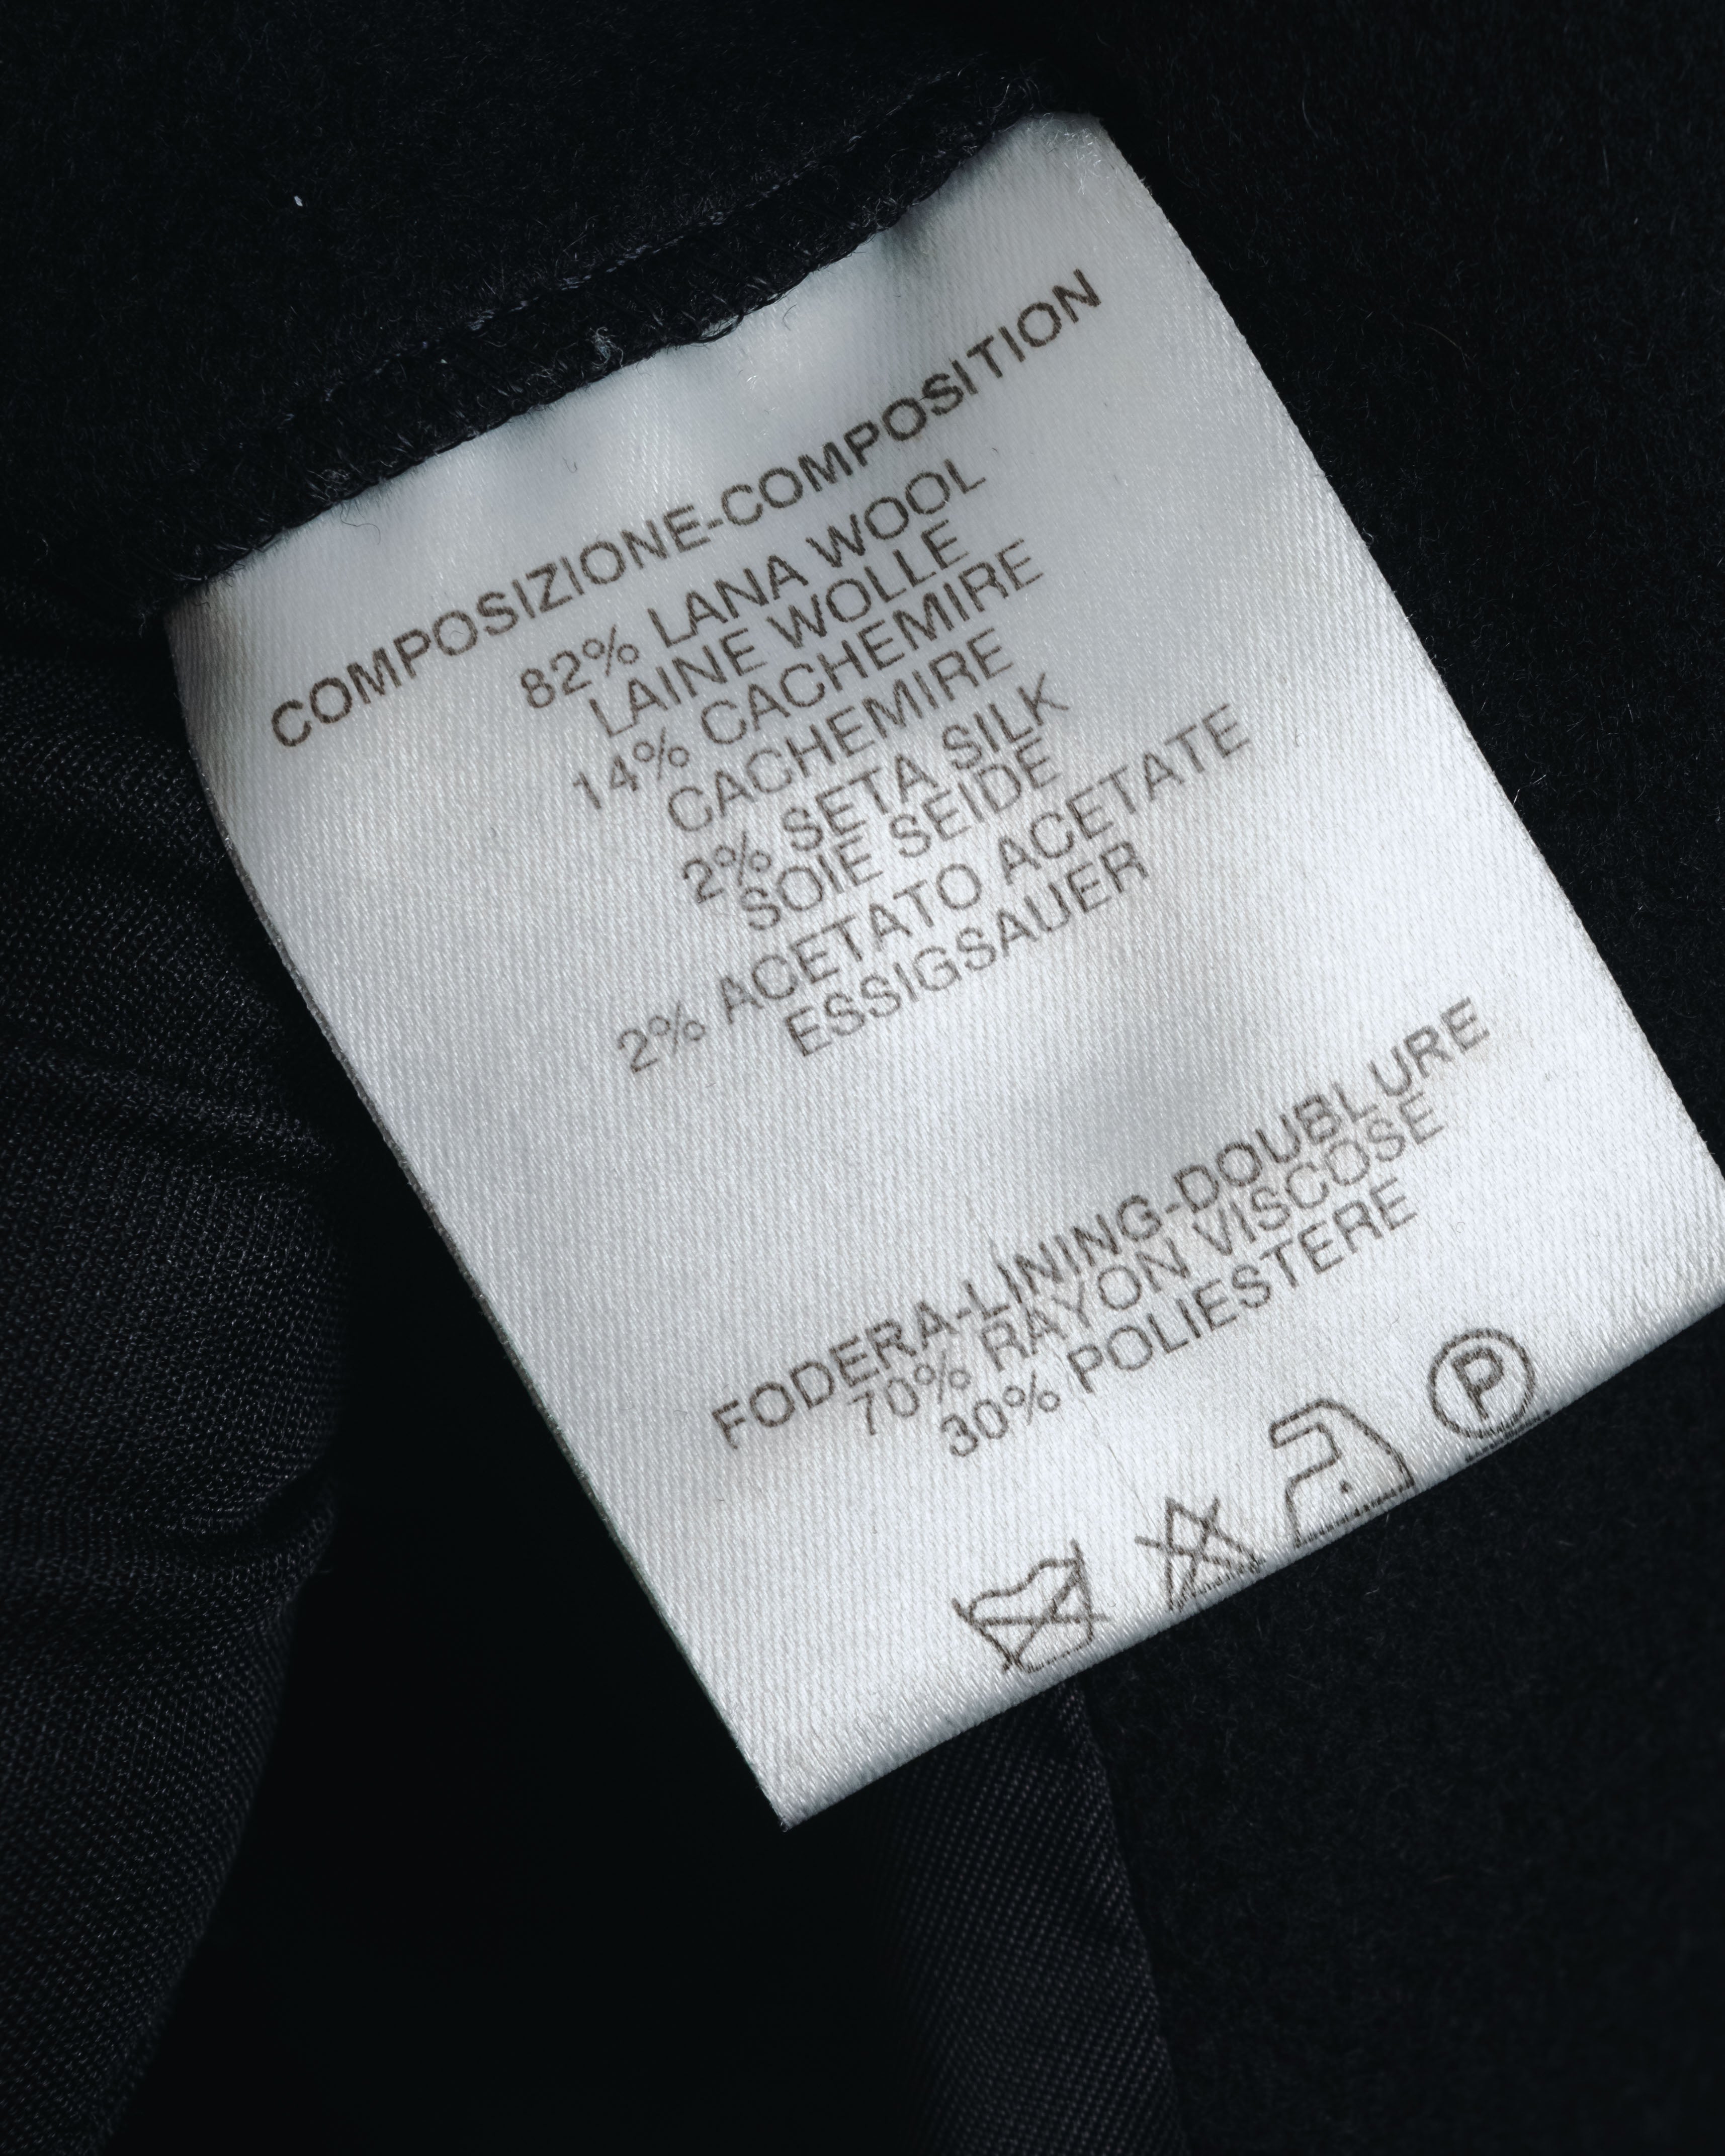 COMPOSIZIONE-COMPOSITION
82% LANA WOOL
LAINE WOLLE
14% CACHEMIRE
CACHEMIRE
2% SETA SILK
SOIE SEIDE
2% ACETATO ACETATE
ESSIGSAUER
FODERA-LINING-DOUBLURE
70% RAYON VISCOSE
30% POLIESTERE
P